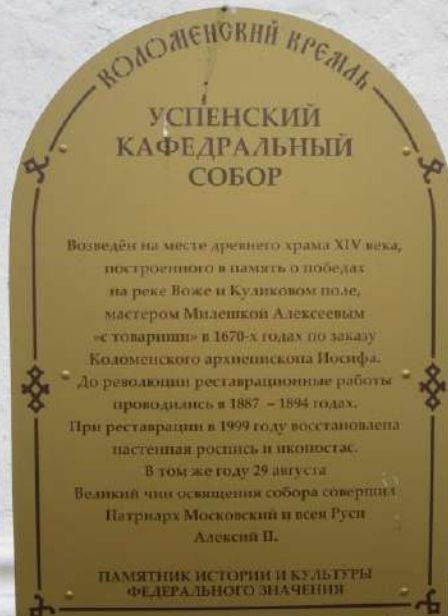 КОЛОМЕНСКИЙ КРЕМЛЬ
УСПЕНСКИЙ
КАФЕДРАЛЬНЫЙ
СОБОР
Возведён на месте древнего храма XIV века,
построенного в память о победах
на реке Воже и Куликовом поле,
мастером Милешкой Алексеевым
«с товарищи» в 1670-х годах по заказу
Коломенского архиепископа Иосифа.
До революции реставрационные работы
проводились в 1887 – 1894 годах.
При реставрации в 1999 году восстановлена
настенная роспись и иконостас.
В том же году 29 августа
Великий чин освящения собора совершил
Патриарх Московский и всея Руси
Алексий II.
ПАМЯТНИК ИСТОРИИ И КУЛЬТУРЫ
ФЕДЕРАЛЬНОГО ЗНАЧЕНИЯ